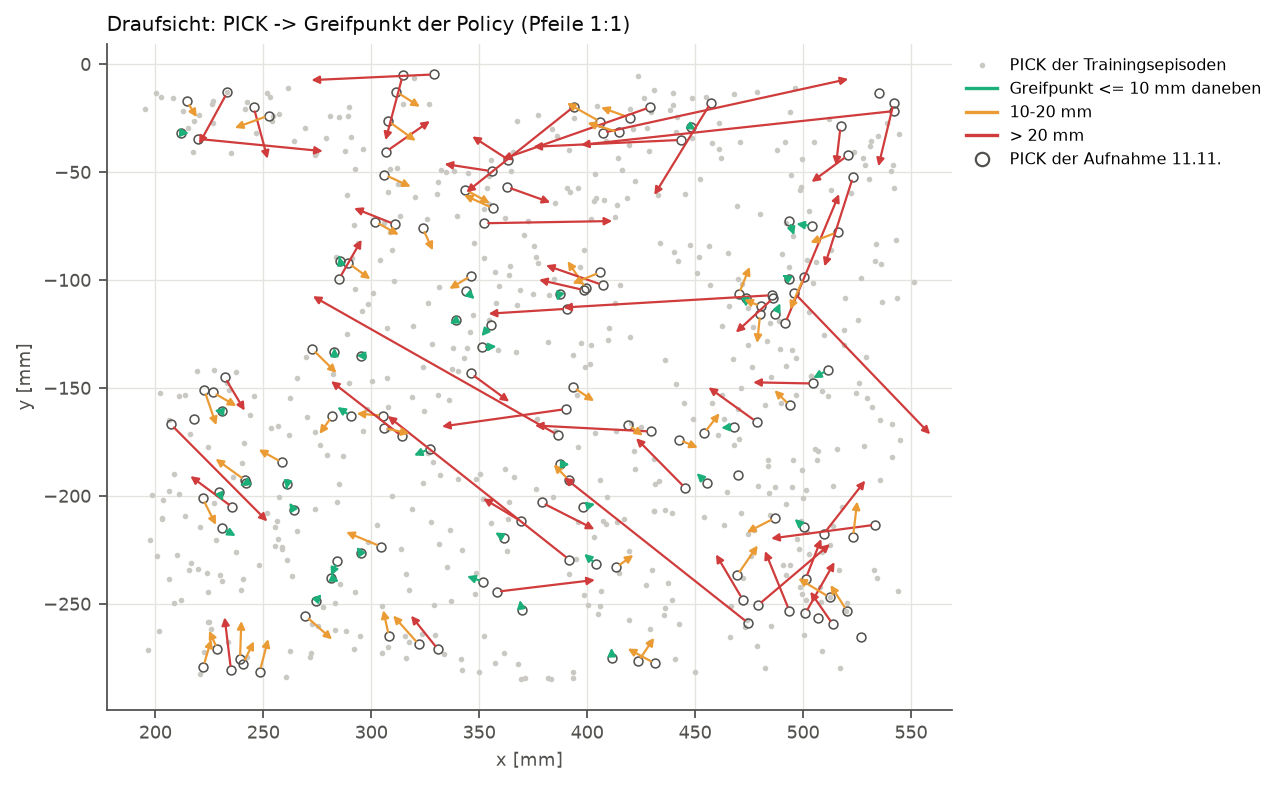 Draufsicht: PICK -> Greifpunkt der Policy (Pfeile 1:1)
PICK der Trainingsepisoden
Greifpunkt <= 10 mm daneben
10-20 mm
> 20 mm
PICK der Aufnahme 11.11.
y [mm]
0
−50
−100
−150
−200
−250
200 250 300 350 400 450 500 550
x [mm]